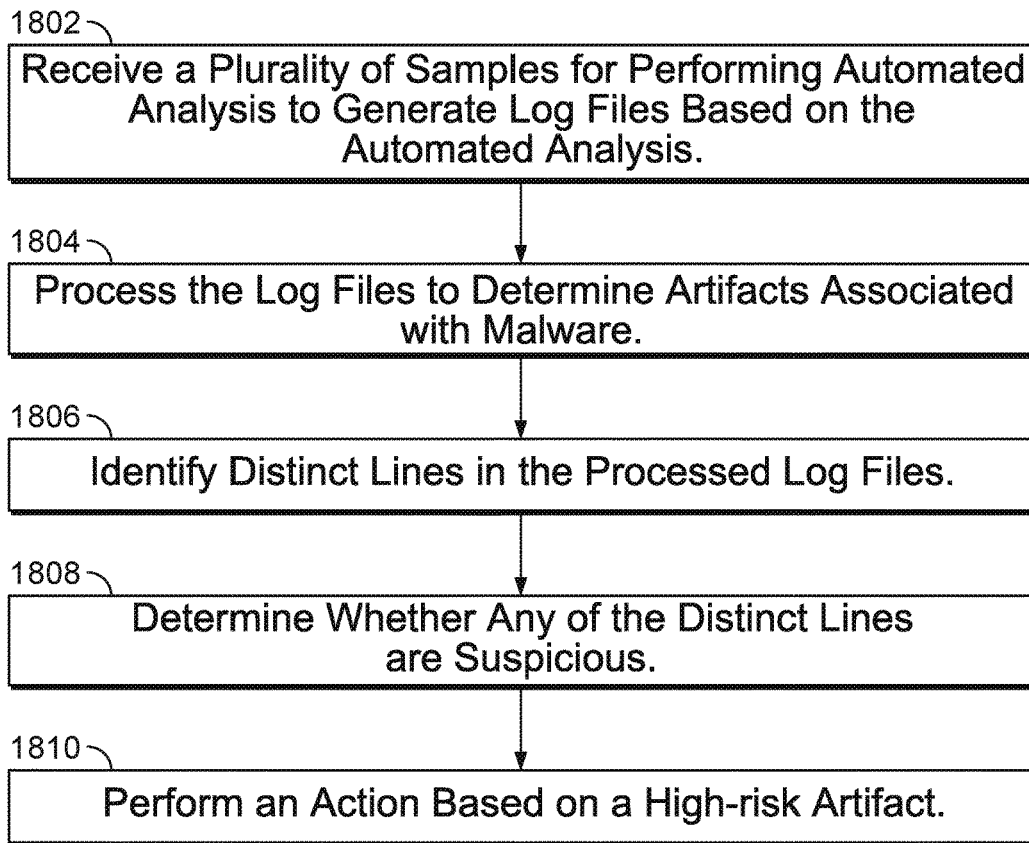 1802
Receive a Plurality of Samples for Performing Automated
Analysis to Generate Log Files Based on the
Automated Analysis.
1804
Process the Log Files to Determine Artifacts Associated
with Malware.
1806
Identify Distinct Lines in the Processed Log Files.
1808
Determine Whether Any of the Distinct Lines
are Suspicious.
1810
Perform an Action Based on a High-risk Artifact.